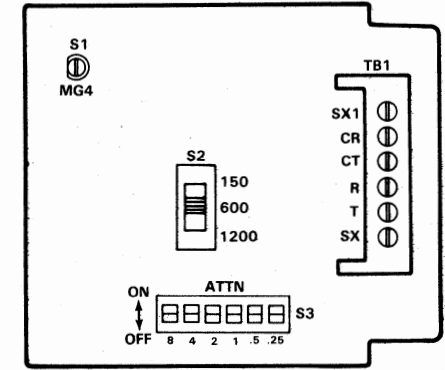 S1
MG4
TB1
SX1
CR
CT
R
T
SX
S2
150
600
1200
ATTN
ON
OFF
S3
8 4 2 1 .5 .25